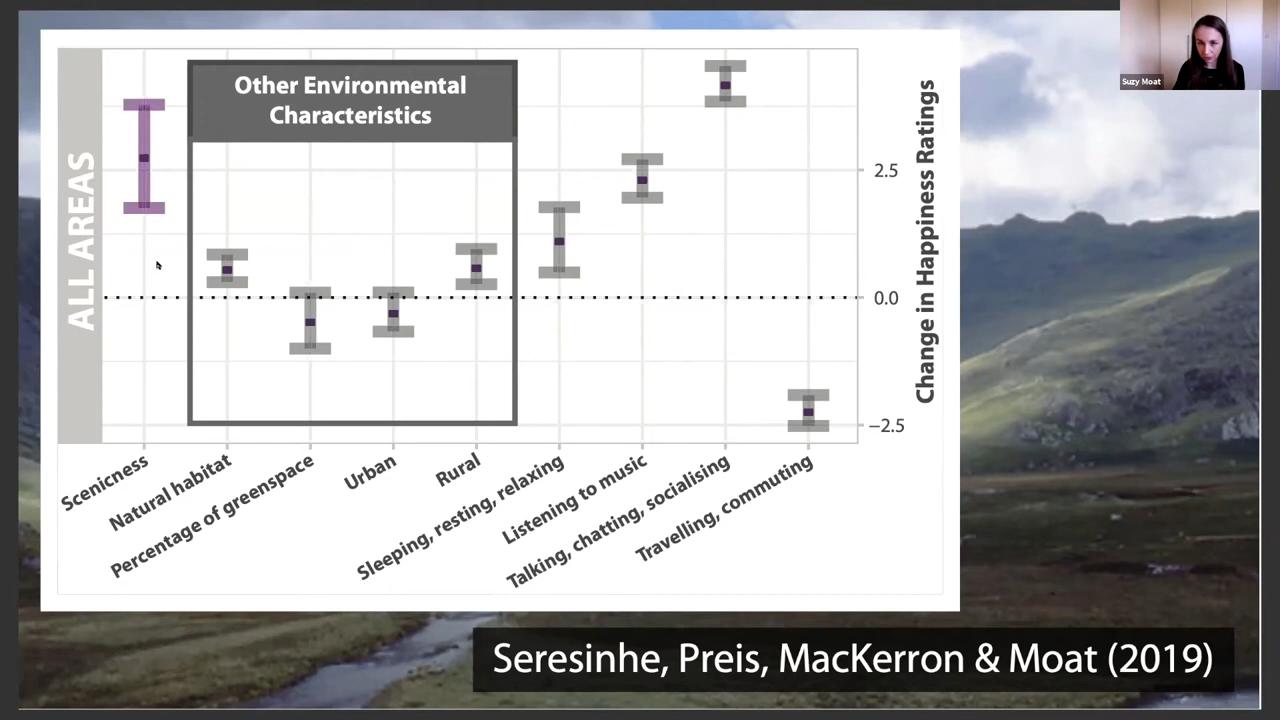 Suzy Moat
Other Environmental
Characteristics
ALL AREAS
2.5
0.0
−2.5
Change in Happiness Ratings
Scenicness
Natural habitat
Percentage of greenspace
Urban
Rural
Sleeping, resting, relaxing
Listening to music
Talking, chatting, socialising
Travelling, commuting
Seresinhe, Preis, MacKerron & Moat (2019)